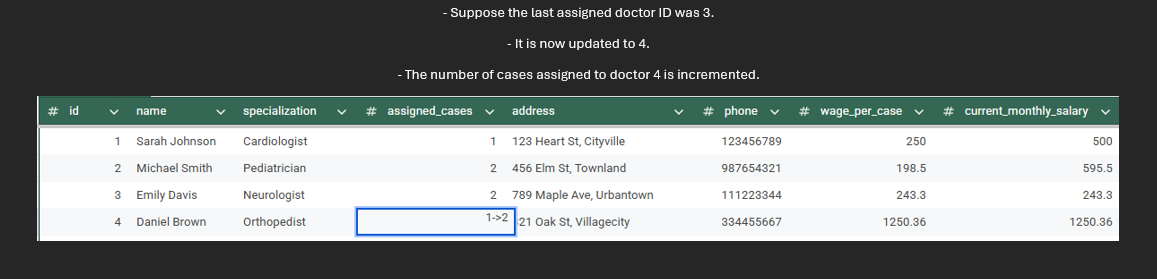 - Suppose the last assigned doctor ID was 3.
- It is now updated to 4.
- The number of cases assigned to doctor 4 is incremented.
# id name specialization # assigned_cases address # phone # wage_per_case # current_monthly_salary
1 Sarah Johnson Cardiologist 1 123 Heart St, Cityville 123456789 250 500
2 Michael Smith Pediatrician 2 456 Elm St, Townland 987654321 198.5 595.5
3 Emily Davis Neurologist 2 789 Maple Ave, Urbantown 111223344 243.3 243.3
4 Daniel Brown Orthopedist 1->2 21 Oak St, Villagecity 334455667 1250.36 1250.36